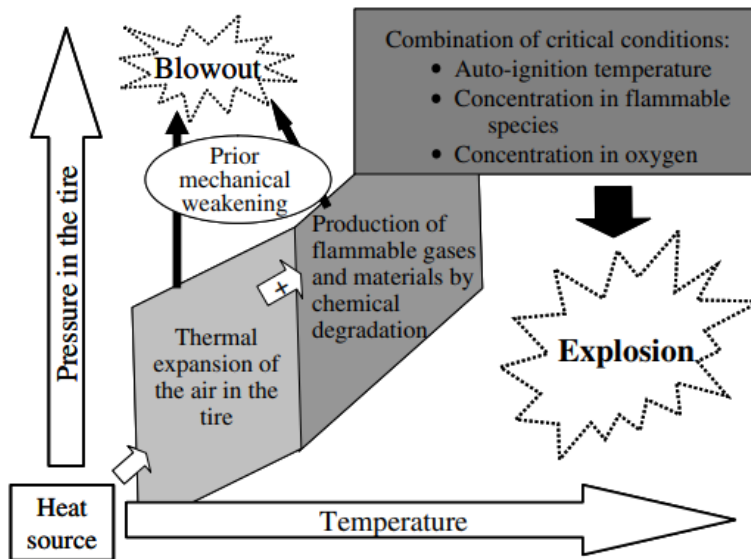 Pressure in the tire
Blowout
Combination of critical conditions:
• Auto-ignition temperature
• Concentration in flammable
species
• Concentration in oxygen
Prior
mechanical
weakening
Production of
flammable gases
and materials by
chemical
degradation
+
Thermal
expansion of
the air in the
tire
Explosion
Heat
source
Temperature